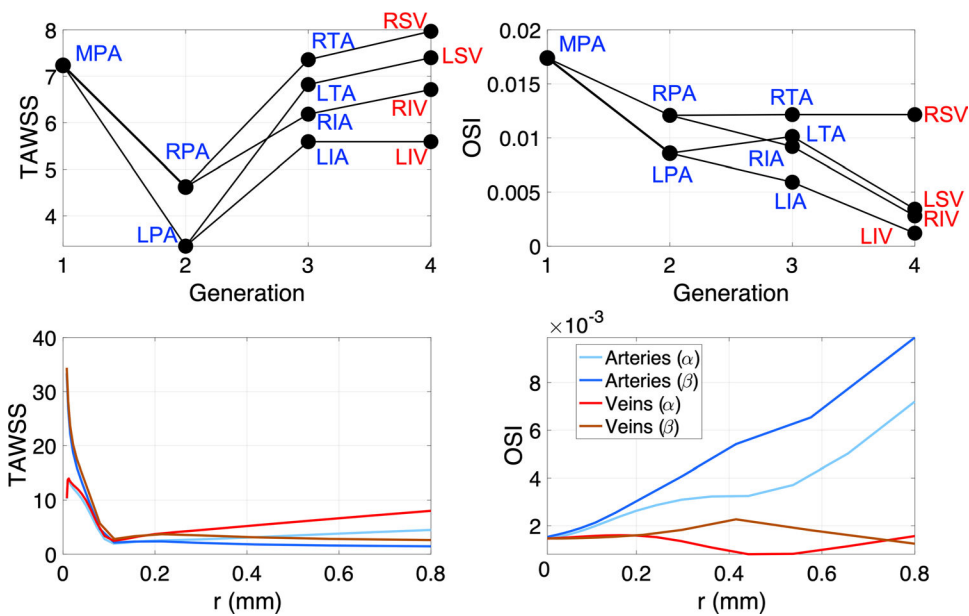 TAWSS
8
7
6
5
4
MPA
RPA
LPA
RTA
LTA
RIA
LIA
RSV
LSV
RIV
LIV
1 2 3 4
Generation
OSI
0.02
0.015
0.01
0.005
0
MPA
RPA
LPA
RTA
LTA
RIA
LIA
RSV
LSV
RIV
LIV
1 2 3 4
Generation
TAWSS
40
30
20
10
0
0 0.2 0.4 0.6 0.8
r (mm)
×10⁻³
OSI
8
6
4
2
0 0.2 0.4 0.6 0.8
r (mm)
Arteries (α)
Arteries (β)
Veins (α)
Veins (β)